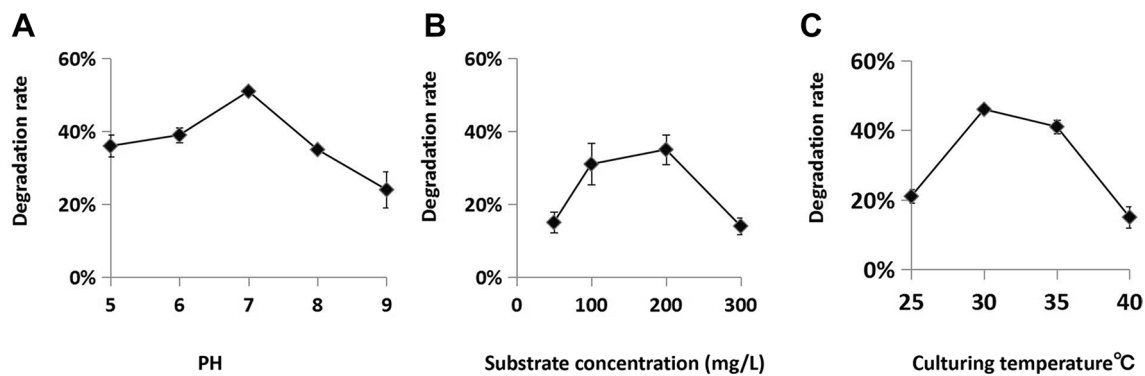 A
60%
40%
20%
0%
Degradation rate
5 6 7 8 9
PH
B
60%
40%
20%
0%
Degradation rate
0 100 200 300
Substrate concentration (mg/L)
C
60%
40%
20%
0%
Degradation rate
25 30 35 40
Culturing temperature℃